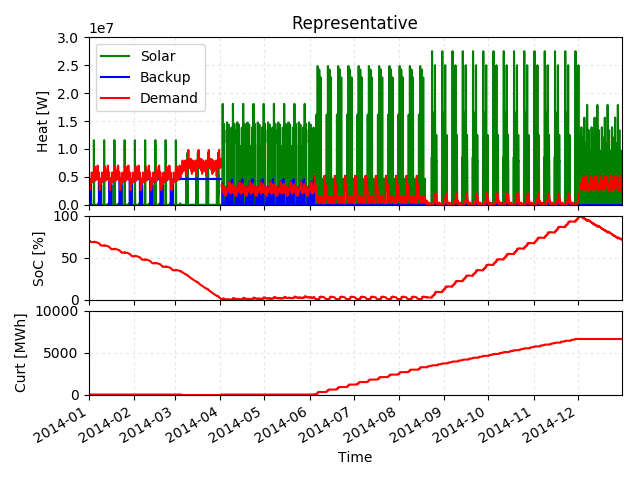 Representative
1e7
Heat [W]
3.0
2.5
2.0
1.5
1.0
0.5
0.0
Solar
Backup
Demand
SoC [%]
100
50
0
Curt [MWh]
10000
5000
0
2014-01
2014-02
2014-03
2014-04
2014-05
2014-06
2014-07
2014-08
2014-09
2014-10
2014-11
2014-12
Time